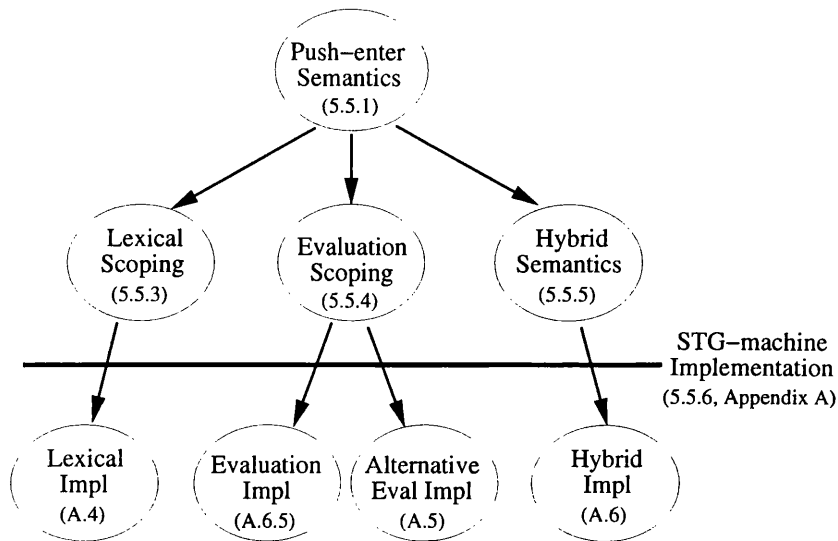 Push-enter
Semantics
(5.5.1)
Lexical
Scoping
(5.5.3)
Evaluation
Scoping
(5.5.4)
Hybrid
Semantics
(5.5.5)
STG-machine
Implementation
(5.5.6, Appendix A)
Lexical
Impl
(A.4)
Evaluation
Impl
(A.6.5)
Alternative
Eval Impl
(A.5)
Hybrid
Impl
(A.6)